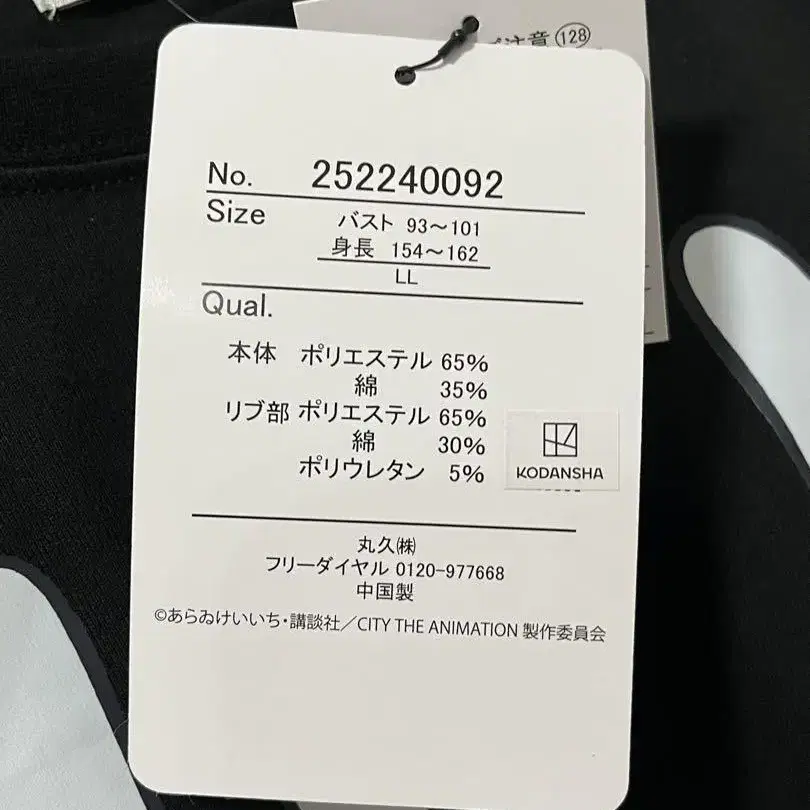 注意 128
No. 252240092
Size
バスト 93～101
身長 154～162
LL
Qual.
本体 ポリエステル 65%
綿 35%
リブ部 ポリエステル 65%
綿 30%
ポリウレタン 5%
KODANSHA
丸久㈱
フリーダイヤル 0120-977668
中国製
©あらゐけいいち・講談社／CITY THE ANIMATION 製作委員会